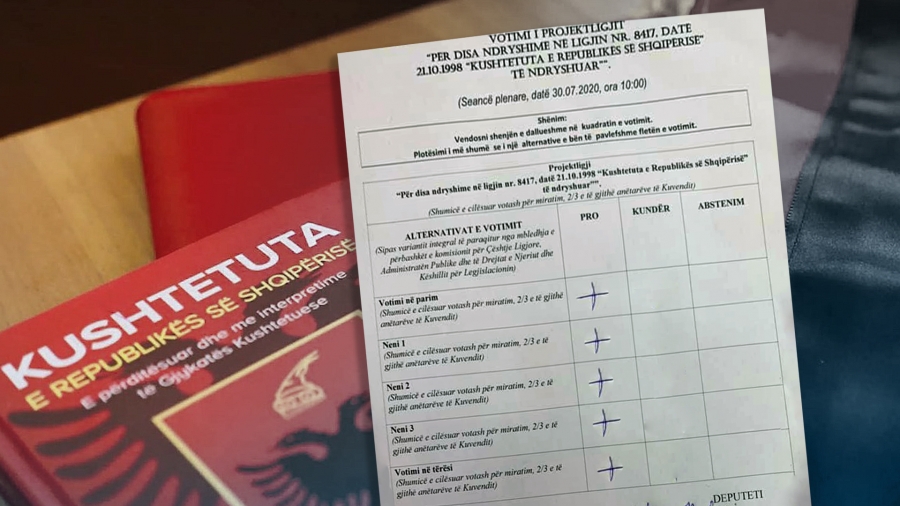 KUSHTETUTA
E REPUBLIKËS SË SHQIPËRISË
E përditësuar dhe me interpretime
të Gjykatës Kushtetuese
VOTIMI I PROJEKTLIGJIT
"PËR DISA NDRYSHIME NË LIGJIN NR. 8417, DATË
21.10.1998 "KUSHTETUTA E REPUBLIKËS SË SHQIPËRISË"
TË NDRYSHUAR"".
(Seancë plenare, datë 30.07.2020, ora 10:00)
Shënim:
Vendosni shenjën e dallueshme në kuadratin e votimit.
Plotësimi i më shumë se i një alternative e bën të pavlefshme fletën e votimit.
Projektligji
"Për disa ndryshime në ligjin nr. 8417, datë 21.10.1998 "Kushtetuta e Republikës së Shqipërisë"
të ndryshuar"".
(Shumicë e cilësuar votash për miratim, 2/3 e të gjithë anëtarëve të Kuvendit)
ALTERNATIVAT E VOTIMIT
(Sipas variantit integral të paraqitur nga mbledhja e
përbashkët e komisionit për Çështje Ligjore,
Administratën Publike dhe të Drejtat e Njeriut dhe
Këshillit për Legjislacionin)
PRO
KUNDËR
ABSTENIM
Votimi në parim
(Shumicë e cilësuar votash për miratim, 2/3 e të gjithë
anëtarëve të Kuvendit)
Neni 1
(Shumicë e cilësuar votash për miratim, 2/3 e të
gjithë anëtarëve të Kuvendit)
Neni 2
(Shumicë e cilësuar votash për miratim, 2/3 e të
gjithë anëtarëve të Kuvendit)
Neni 3
(Shumicë e cilësuar votash për miratim, 2/3 e të
gjithë anëtarëve të Kuvendit)
Votimi në tërësi
(Shumicë e cilësuar votash për miratim, 2/3 e të
gjithë anëtarëve të Kuvendit)
DEPUTETI